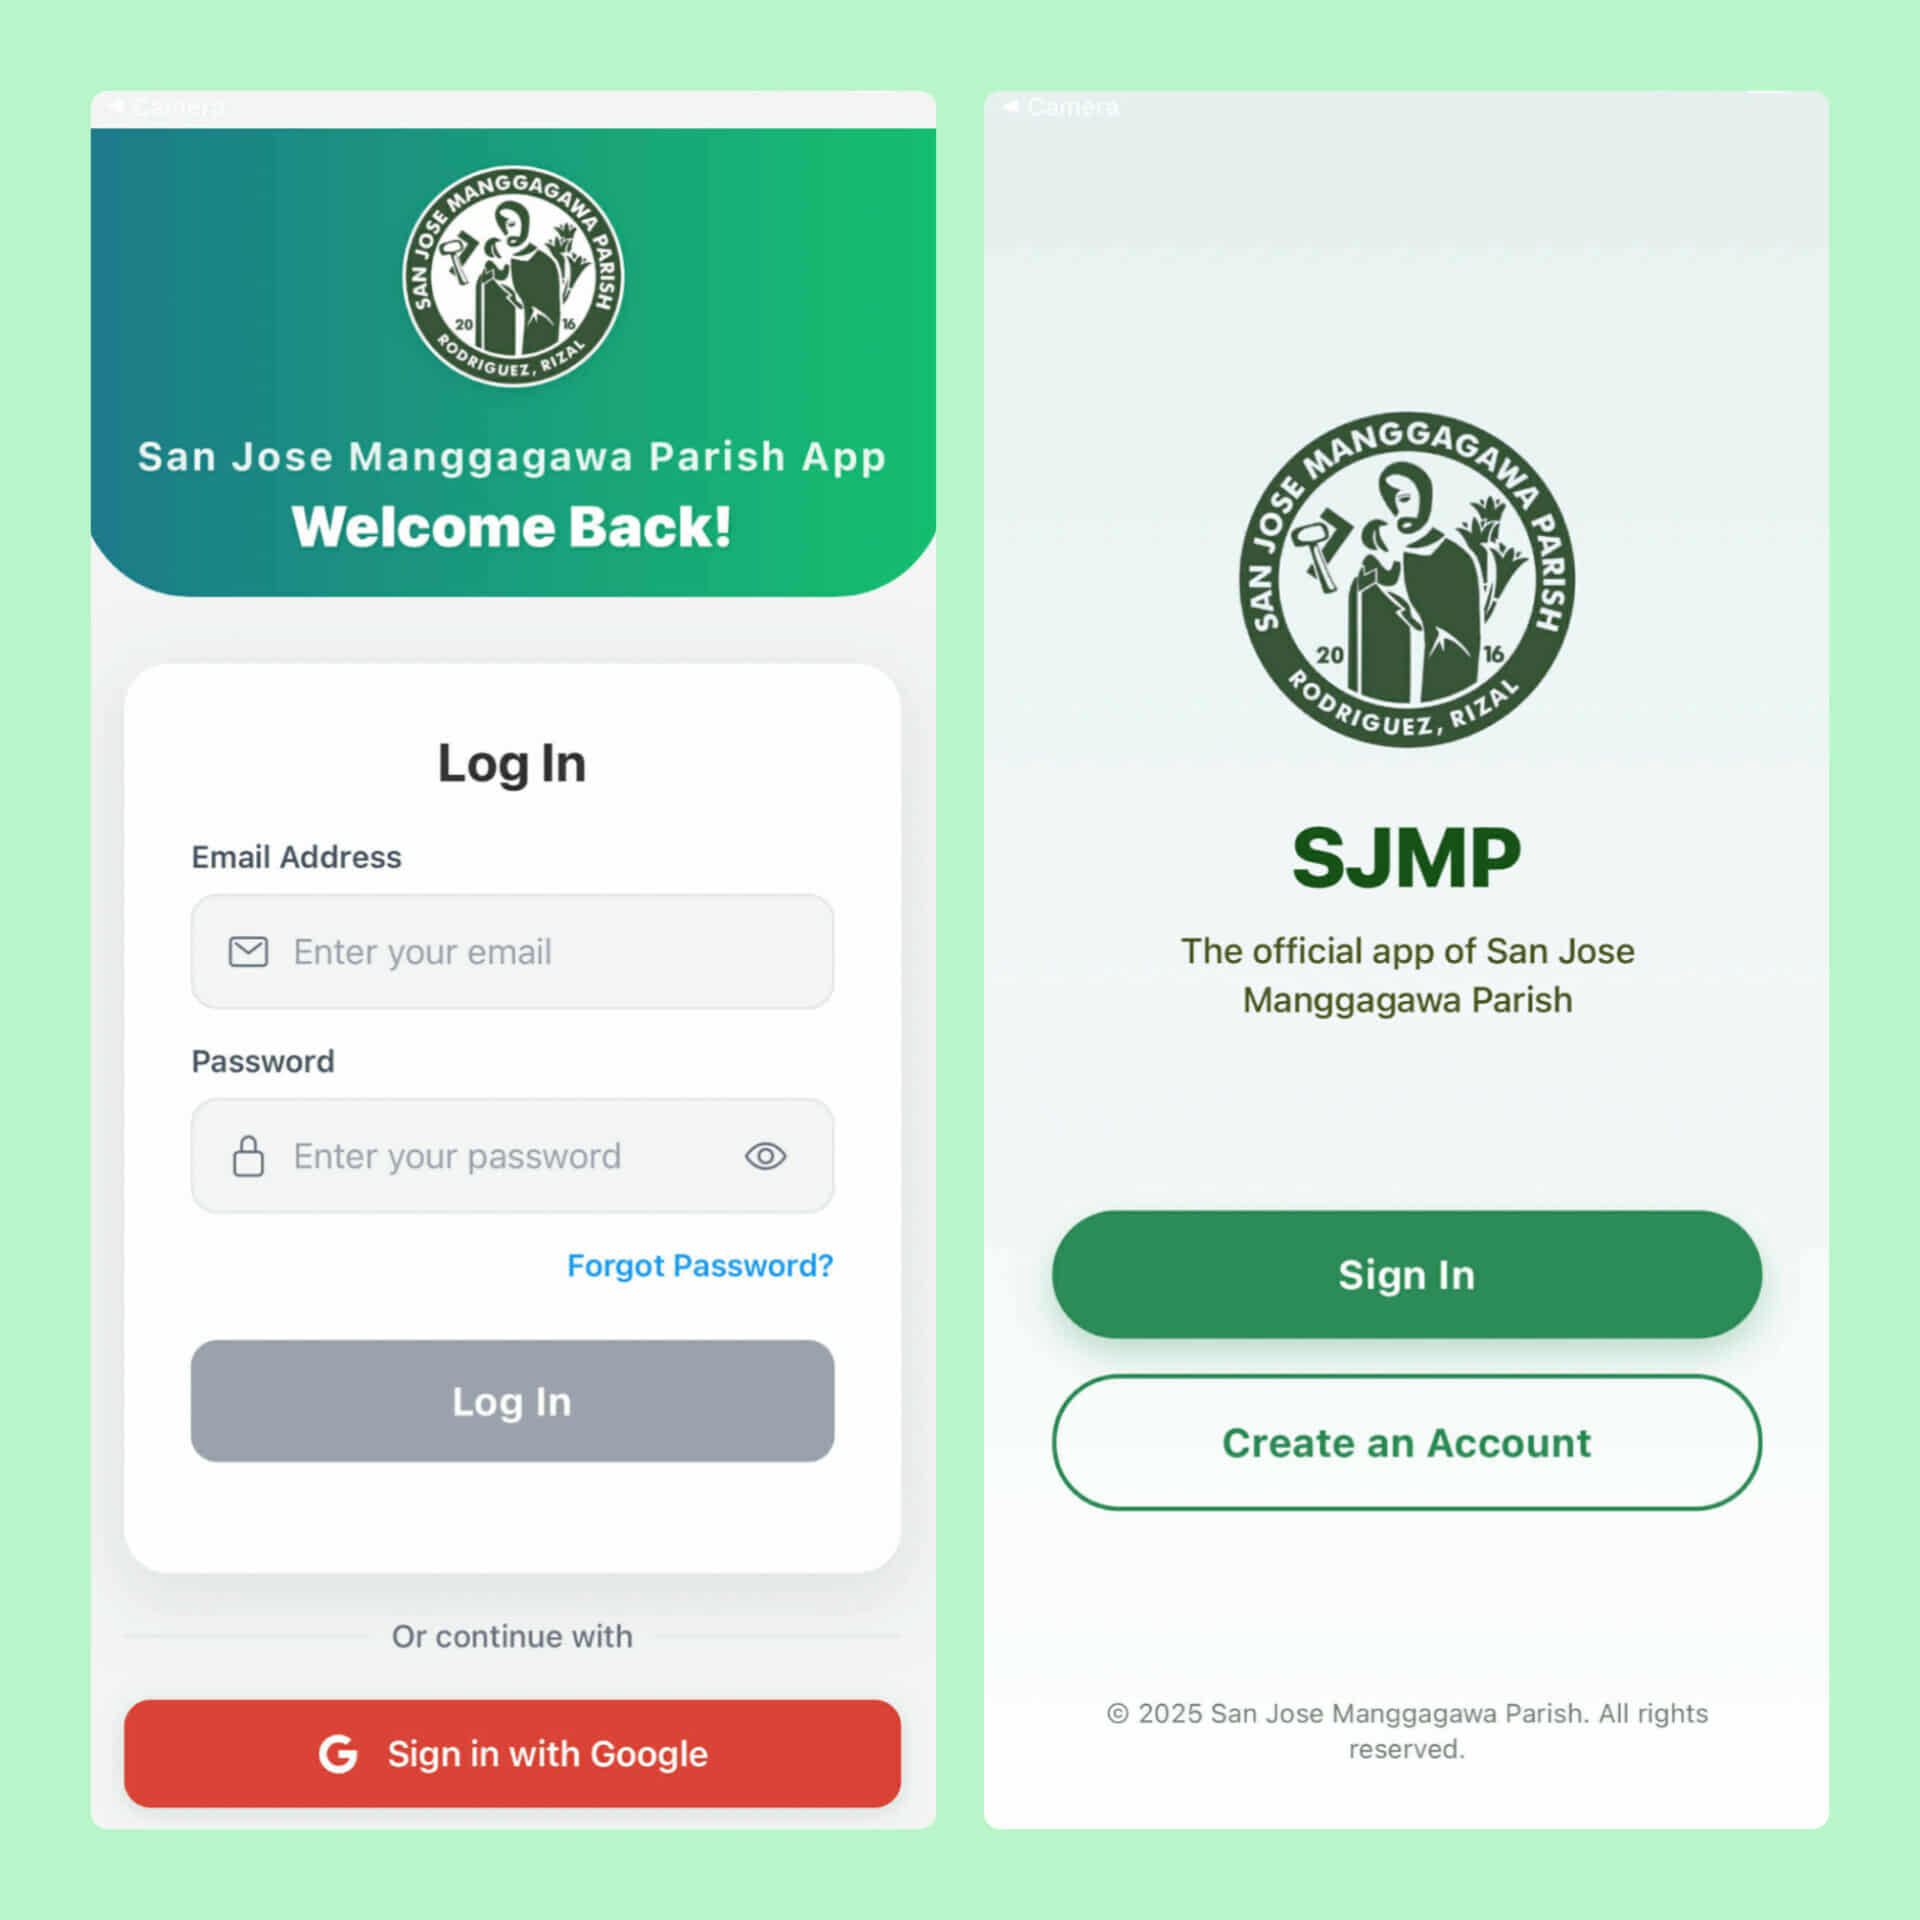 Camera
SAN JOSE MANGGAGAWA PARISH
20 16
RODRIGUEZ, RIZAL
San Jose Manggagawa Parish App
Welcome Back!
Log In
Email Address
Enter your email
Password
Enter your password
Forgot Password?
Log In
Or continue with
G Sign in with Google
Camera
SAN JOSE MANGGAGAWA PARISH
20 16
RODRIGUEZ, RIZAL
SJMP
The official app of San Jose
Manggagawa Parish
Sign In
Create an Account
© 2025 San Jose Manggagawa Parish. All rights
reserved.